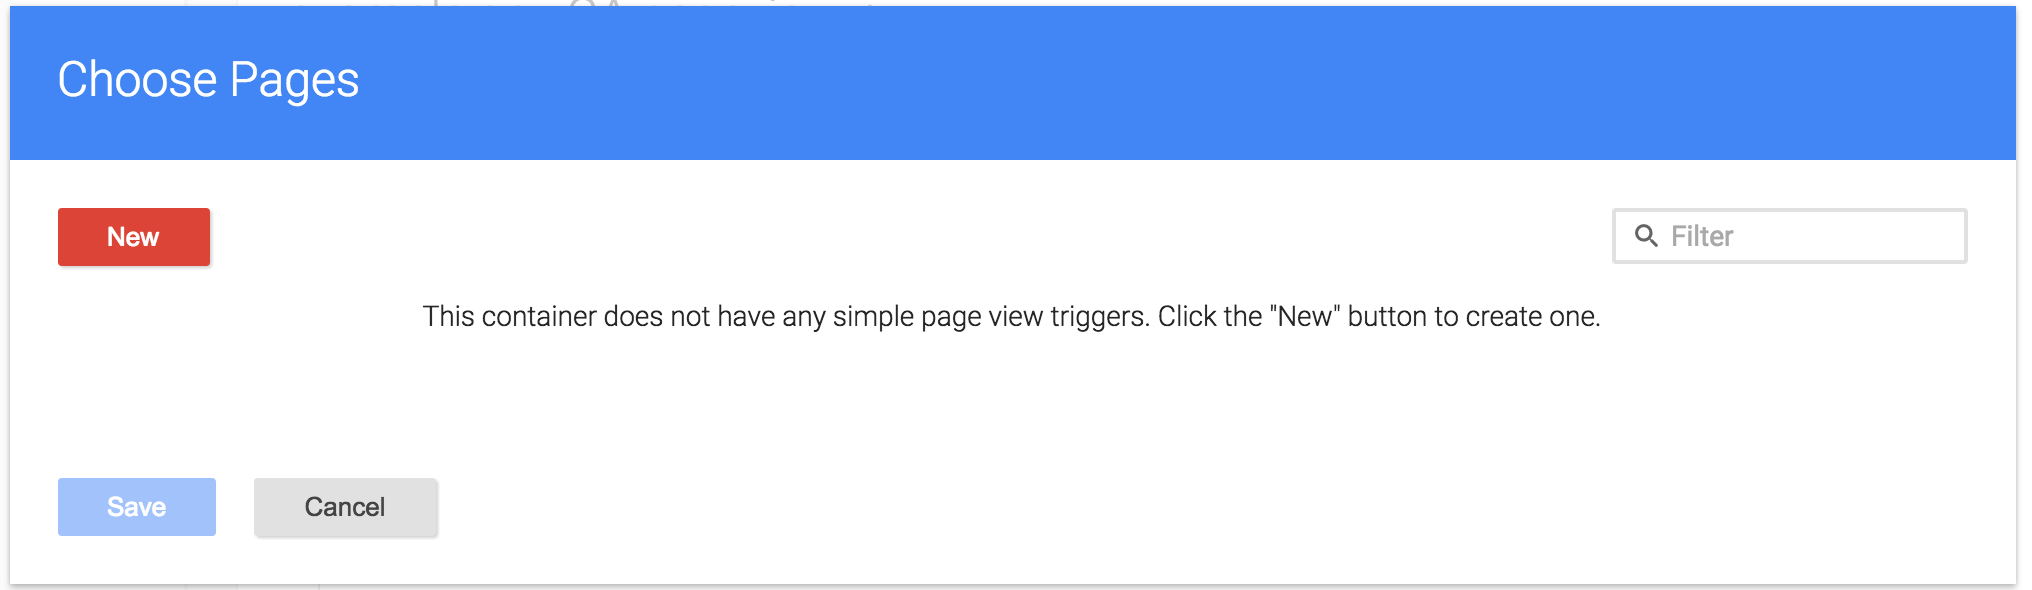 Choose Pages
New
Filter
This container does not have any simple page view triggers. Click the "New" button to create one.
Save
Cancel